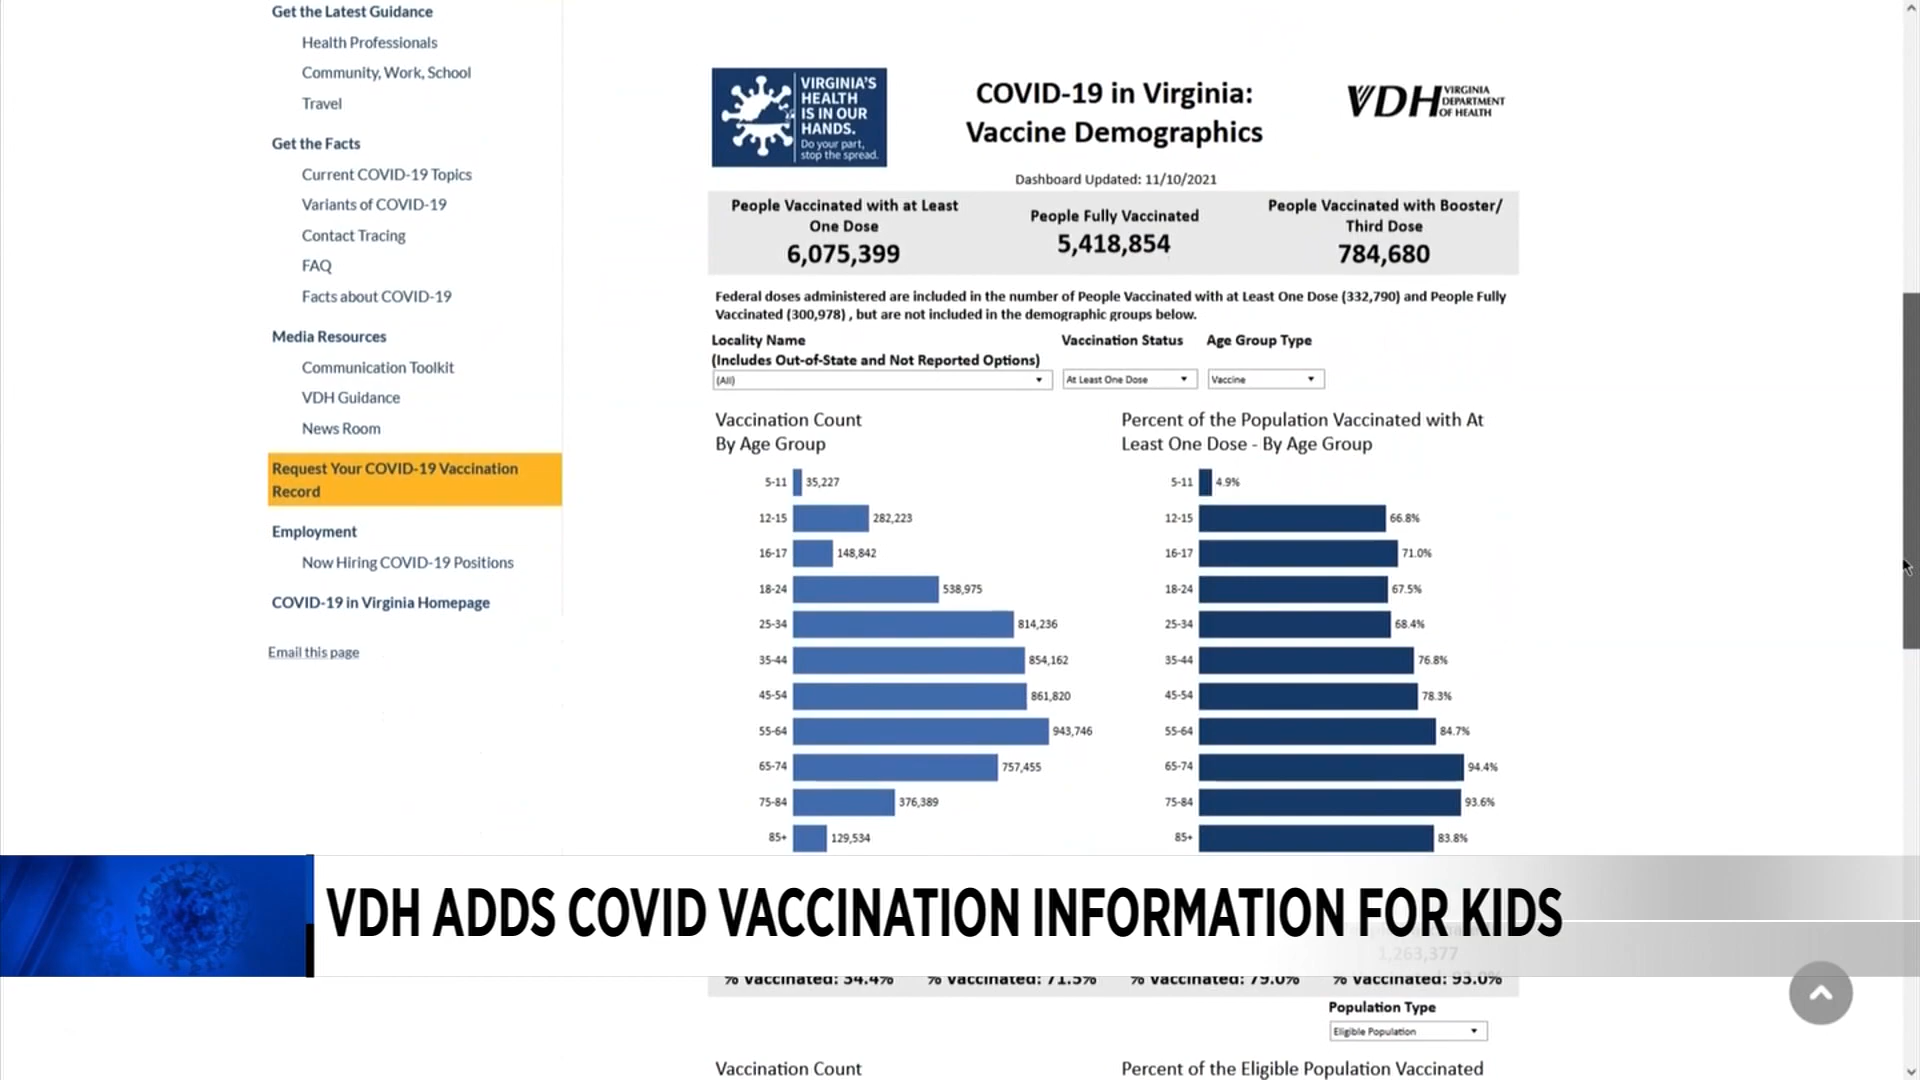 Get the Latest Guidance
Health Professionals
Community, Work, School
Travel
Get the Facts
Current COVID-19 Topics
Variants of COVID-19
Contact Tracing
FAQ
Facts about COVID-19
Media Resources
Communication Toolkit
VDH Guidance
News Room
Request Your COVID-19 Vaccination
Record
Employment
Now Hiring COVID-19 Positions
COVID-19 in Virginia Homepage
Email this page
VIRGINIA'S
HEALTH
IS IN OUR
HANDS.
Do your part,
stop the spread.
COVID-19 in Virginia:
Vaccine Demographics
VDH VIRGINIA
DEPARTMENT
OF HEALTH
Dashboard Updated: 11/10/2021
People Vaccinated with at Least
One Dose
6,075,399
People Fully Vaccinated
5,418,854
People Vaccinated with Booster/
Third Dose
784,680
Federal doses administered are included in the number of People Vaccinated with at Least One Dose (332,790) and People Fully
Vaccinated (300,978) , but are not included in the demographic groups below.
Locality Name
(Includes Out-of-State and Not Reported Options)
(All)
Vaccination Status
At Least One Dose
Age Group Type
Vaccine
Vaccination Count
By Age Group
5-11 35,227
12-15 282,223
16-17 148,842
18-24 538,975
25-34 814,236
35-44 854,162
45-54 861,820
55-64 943,746
65-74 757,455
75-84 376,389
85+ 129,534
Percent of the Population Vaccinated with At
Least One Dose - By Age Group
5-11 4.9%
12-15 66.8%
16-17 71.0%
18-24 67.5%
25-34 68.4%
35-44 76.8%
45-54 78.3%
55-64 84.7%
65-74 94.4%
75-84 93.6%
85+ 83.8%
VDH ADDS COVID VACCINATION INFORMATION FOR KIDS
1,263,377
% Vaccinated: 54.4% % Vaccinated: 71.5% % Vaccinated: 79.0% % Vaccinated: 93.0%
Population Type
Eligible Population
Vaccination Count
Percent of the Eligible Population Vaccinated